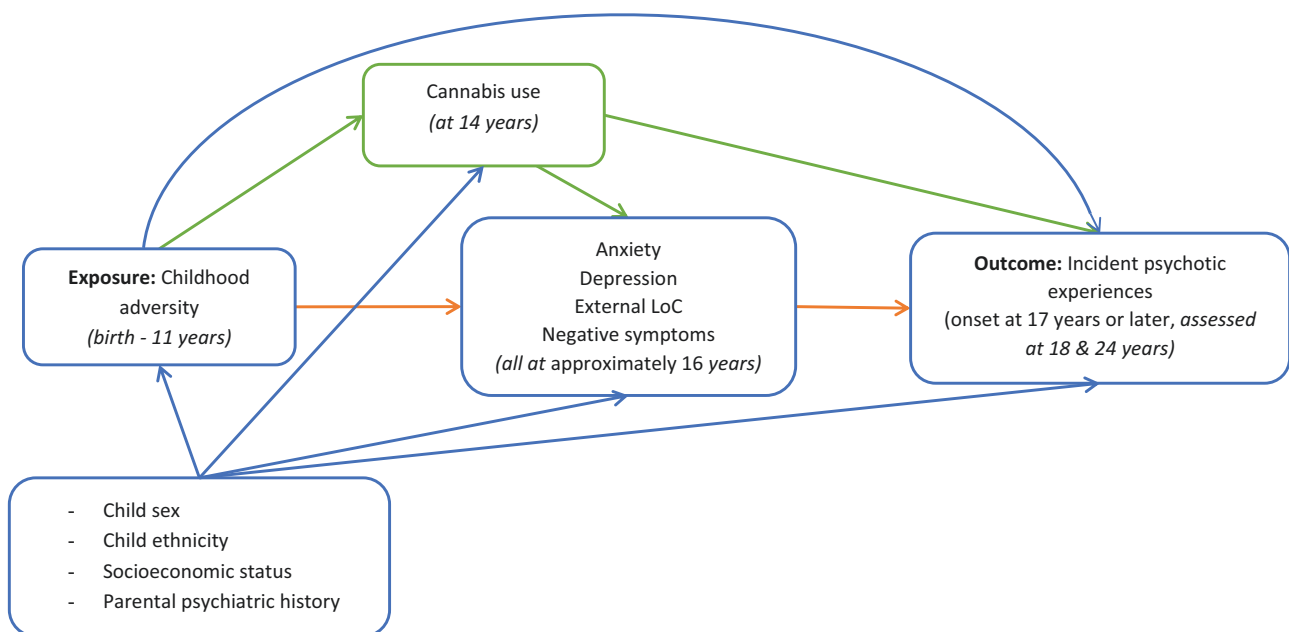 Cannabis use
(at 14 years)
Exposure: Childhood
adversity
(birth - 11 years)
Anxiety
Depression
External LoC
Negative symptoms
(all at approximately 16 years)
Outcome: Incident psychotic
experiences
(onset at 17 years or later, assessed
at 18 & 24 years)
- Child sex
- Child ethnicity
- Socioeconomic status
- Parental psychiatric history